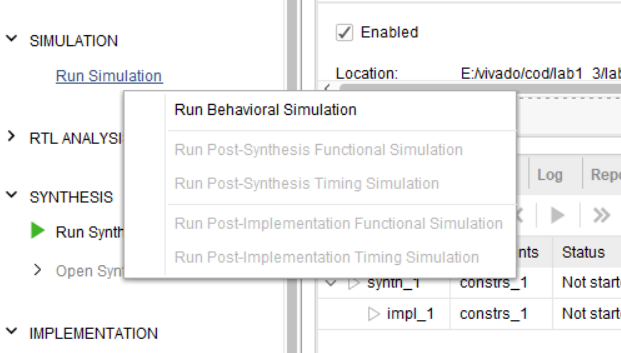 SIMULATION
Run Simulation
RTL ANALYSI
SYNTHESIS
Run Synth
Open Syn
IMPLEMENTATION
Enabled
Location: E:/vivado/cod/lab1_3/lab
Run Behavioral Simulation
Run Post-Synthesis Functional Simulation
Run Post-Synthesis Timing Simulation
Run Post-Implementation Functional Simulation
Run Post-Implementation Timing Simulation
Log Repo
nts Status
synth_1 constrs_1 Not start
impl_1 constrs_1 Not start